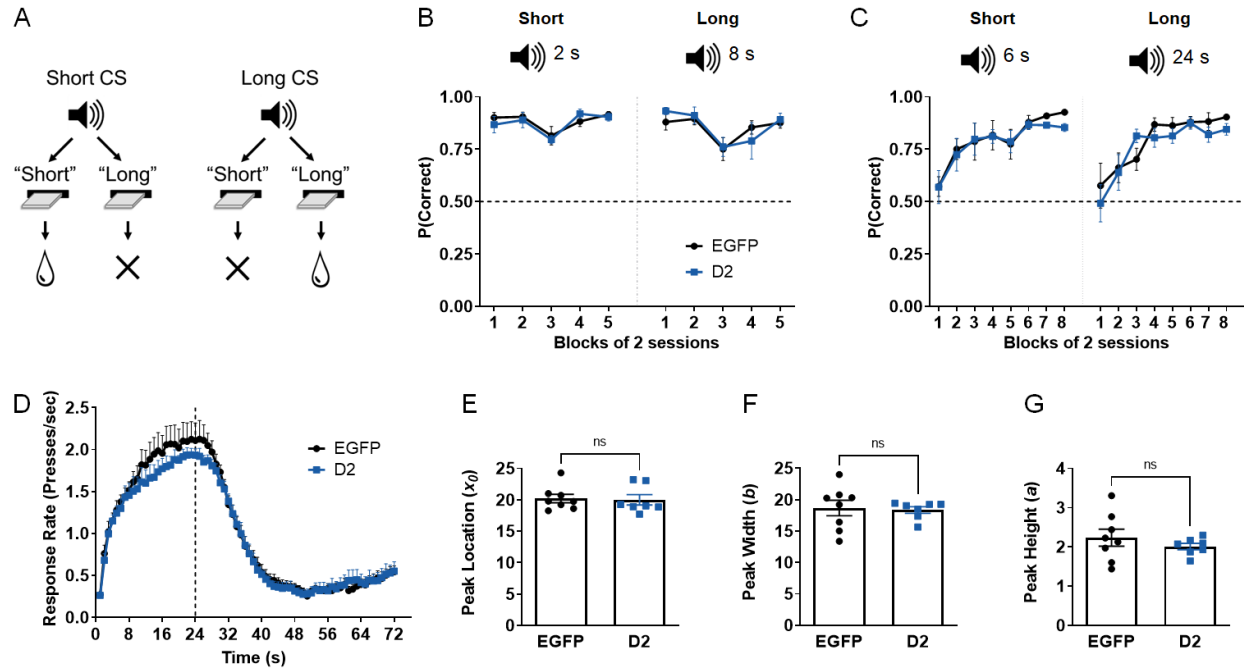 A
Short CS
Long CS
“Short” “Long” “Short” “Long”
B
Short Long
2 s 8 s
P(Correct)
1.00
0.75
0.50
0.25
0.00
EGFP
D2
1 2 3 4 5 1 2 3 4 5
Blocks of 2 sessions
C
Short Long
6 s 24 s
P(Correct)
1.00
0.75
0.50
0.25
0.00
1 2 3 4 5 6 7 8 1 2 3 4 5 6 7 8
Blocks of 2 sessions
D
Response Rate (Presses/sec)
2.5
2.0
1.5
1.0
0.5
0.0
EGFP
D2
0 8 16 24 32 40 48 56 64 72
Time (s)
E
ns
Peak Location (x0)
25
20
15
10
5
0
EGFP D2
F
ns
Peak Width (b)
25
20
15
10
5
0
EGFP D2
G
ns
Peak Height (a)
4
3
2
1
0
EGFP D2